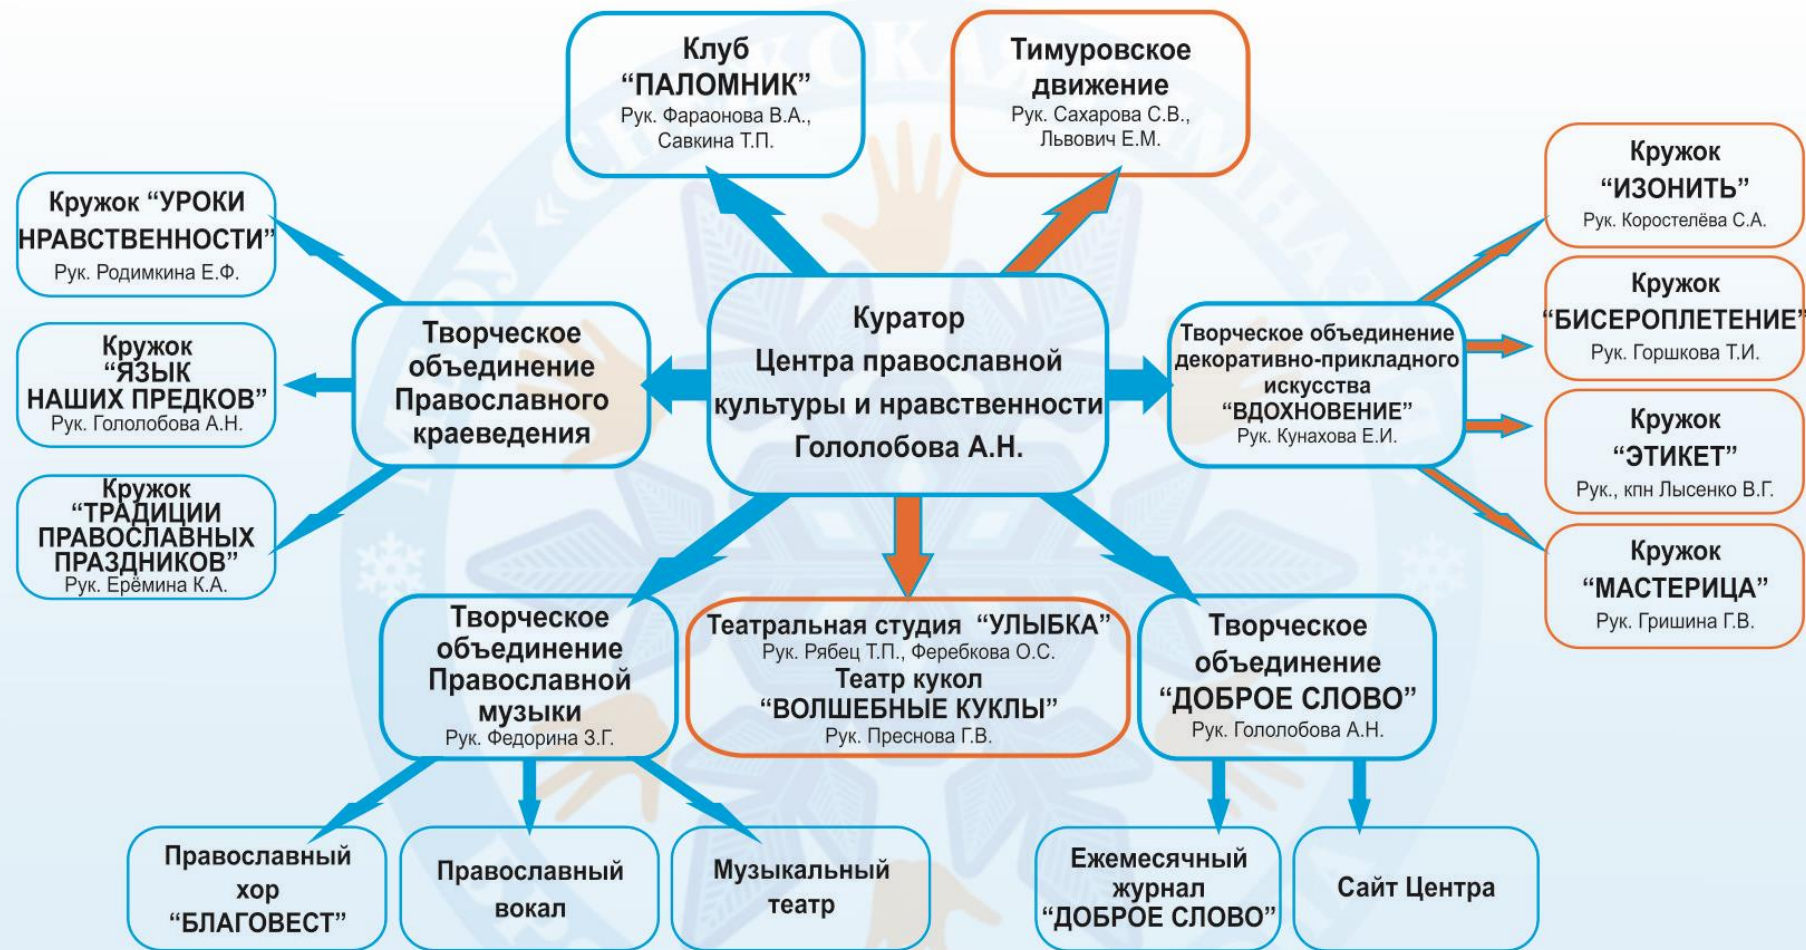 Клуб
“ПАЛОМНИК”
Рук. Фараонова В.А.,
Савкина Т.П.
Тимуровское
движение
Рук. Сахарова С.В.,
Львович Е.М.
Кружок “УРОКИ
НРАВСТВЕННОСТИ”
Рук. Родимкина Е.Ф.
Кружок
“ЯЗЫК
НАШИХ ПРЕДКОВ”
Рук. Гололобова А.Н.
Кружок
“ТРАДИЦИИ
ПРАВОСЛАВНЫХ
ПРАЗДНИКОВ”
Рук. Ерёмина К.А.
Творческое
объединение
Православного
краеведения
Куратор
Центра православной
культуры и нравственности
Гололобова А.Н.
Творческое объединение
декоративно-прикладного
искусства
“ВДОХНОВЕНИЕ”
Рук. Кунахова Е.И.
Кружок
“ИЗОНИТЬ”
Рук. Коростелёва С.А.
Кружок
“БИСЕРОПЛЕТЕНИЕ”
Рук. Горшкова Т.И.
Кружок
“ЭТИКЕТ”
Рук., кпн Лысенко В.Г.
Кружок
“МАСТЕРИЦА”
Рук. Гришина Г.В.
Творческое
объединение
Православной
музыки
Рук. Федорина З.Г.
Театральная студия “УЛЫБКА”
Рук. Рябец Т.П., Феребкова О.С.
Театр кукол
“ВОЛШЕБНЫЕ КУКЛЫ”
Рук. Преснова Г.В.
Творческое
объединение
“ДОБРОЕ СЛОВО”
Рук. Гололобова А.Н.
Православный
хор
“БЛАГОВЕСТ”
Православный
вокал
Музыкальный
театр
Ежемесячный
журнал
“ДОБРОЕ СЛОВО”
Сайт Центра